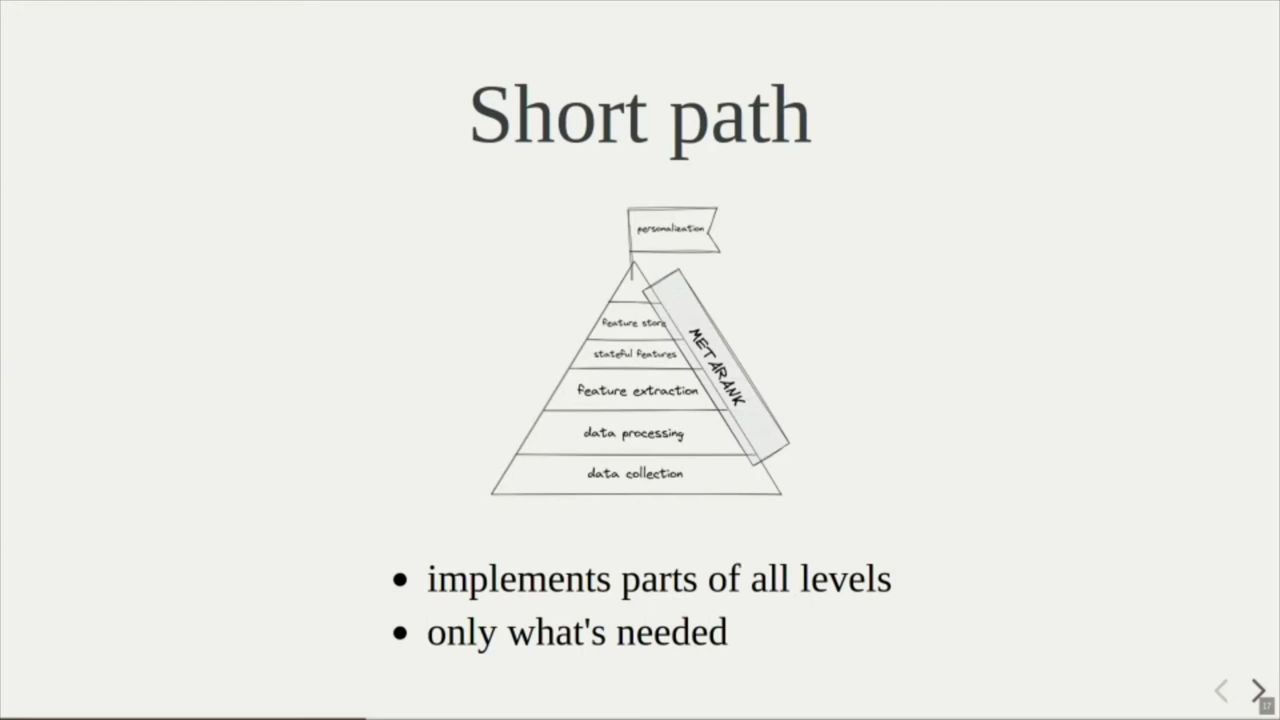 Short path
personalization
feature store
stateful features
feature extraction
METARANK
data processing
data collection
implements parts of all levels
only what's needed
17